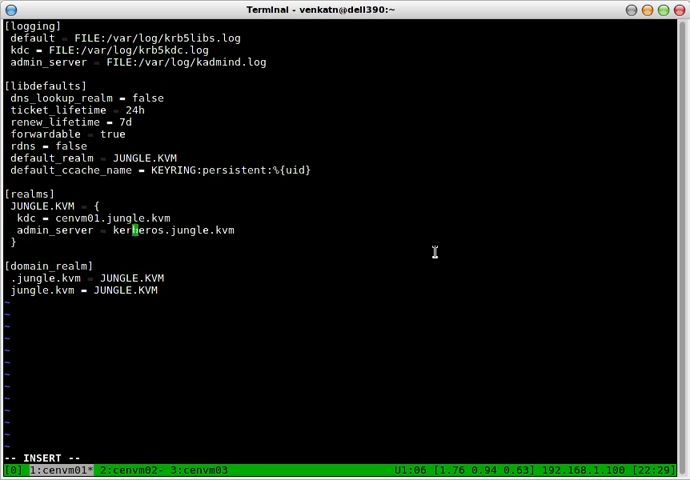 Terminal - venkatn@dell390:~
[logging]
default = FILE:/var/log/krb5libs.log
kdc = FILE:/var/log/krb5kdc.log
admin_server = FILE:/var/log/kadmind.log
[libdefaults]
dns_lookup_realm = false
ticket_lifetime = 24h
renew_lifetime = 7d
forwardable = true
rdns = false
default_realm = JUNGLE.KVM
default_ccache_name = KEYRING:persistent:%{uid}
[realms]
JUNGLE.KVM = {
kdc = cenvm01.jungle.kvm
admin_server = kerberos.jungle.kvm
}
[domain_realm]
.jungle.kvm = JUNGLE.KVM
jungle.kvm = JUNGLE.KVM
~
~
~
~
~
~
~
~
~
~
~
~
~
-- INSERT --
[0] 1:cenvm01* 2:cenvm02- 3:cenvm03 U1:06 [1.76 0.94 0.63] 192.168.1.100 [22:29]